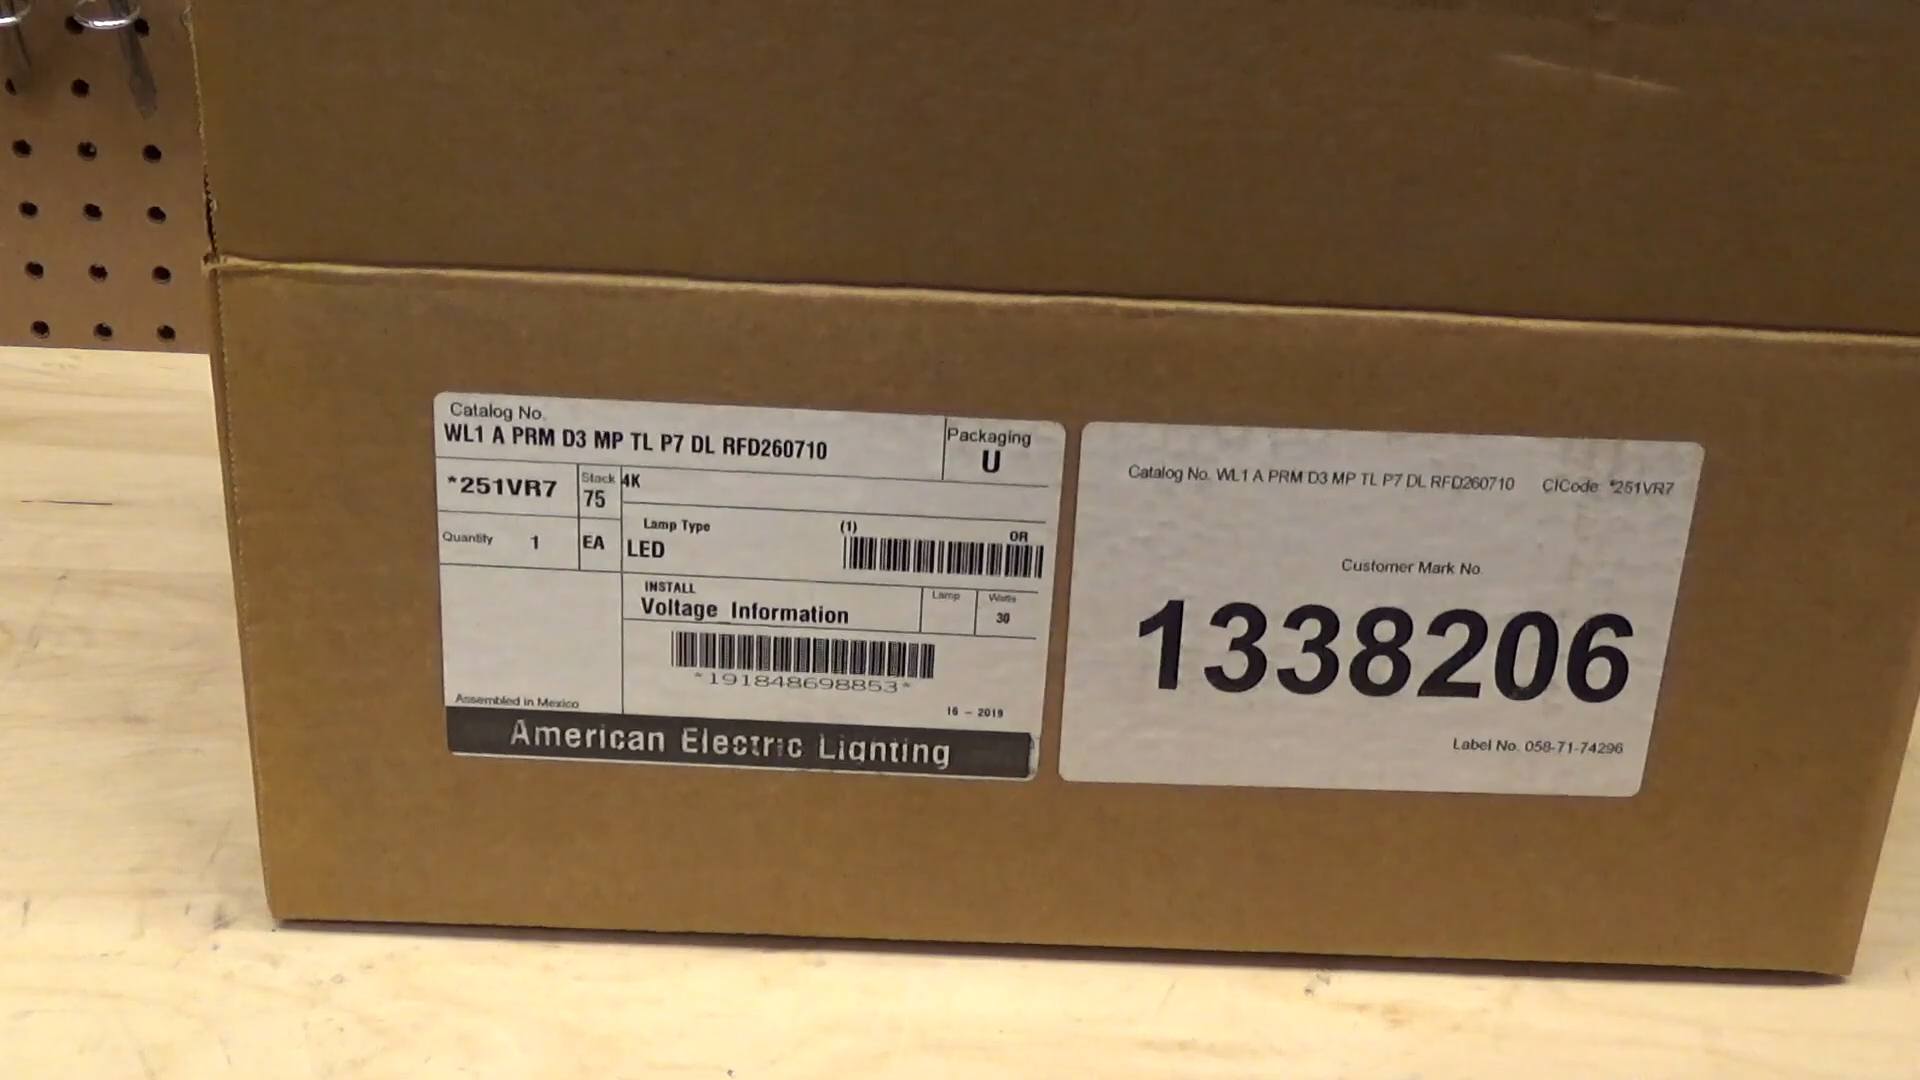 Catalog No.
WL1 A PRM D3 MP TL P7 DL RFD260710
Packaging
U
*251VR7
Stack
75
4K
Quantity 1
EA
Lamp Type
LED
(1)
OR
INSTALL
Voltage Information
Lamp
Watts
30
*191848698853*
Assembled in Mexico
16 - 2019
American Electric Lighting
Catalog No. WL1 A PRM D3 MP TL P7 DL RFD260710 CICode *251VR7
Customer Mark No.
1338206
Label No. 058-71-74296